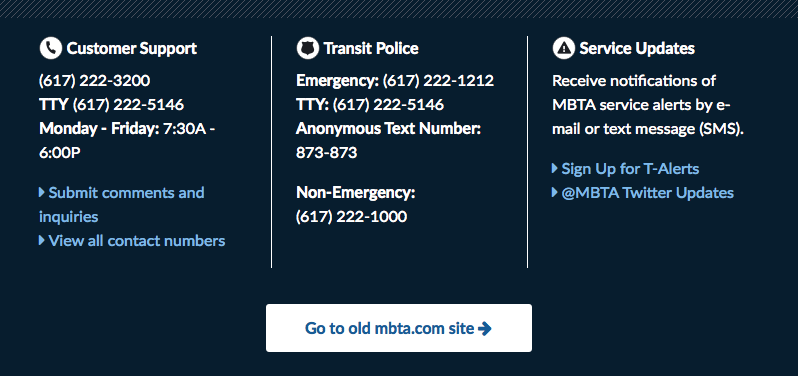 Customer Support
(617) 222-3200
TTY (617) 222-5146
Monday - Friday: 7:30A -
6:00P
Submit comments and
inquiries
View all contact numbers
Transit Police
Emergency: (617) 222-1212
TTY: (617) 222-5146
Anonymous Text Number:
873-873
Non-Emergency:
(617) 222-1000
Service Updates
Receive notifications of
MBTA service alerts by e-
mail or text message (SMS).
Sign Up for T-Alerts
@MBTA Twitter Updates
Go to old mbta.com site